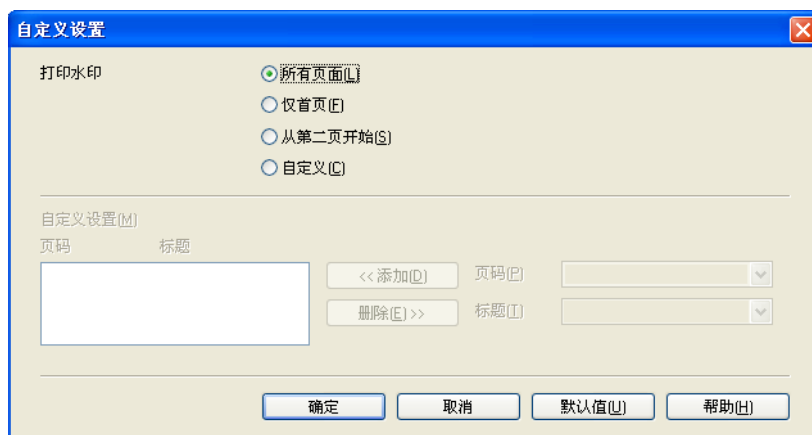 自定义设置
打印水印
所有页面(L)
仅首页(F)
从第二页开始(S)
自定义(C)
自定义设置(M)
页码 标题
<< 添加(D) 页码(P)
删除(E) >> 标题(T)
确定 取消 默认值(U) 帮助(H)